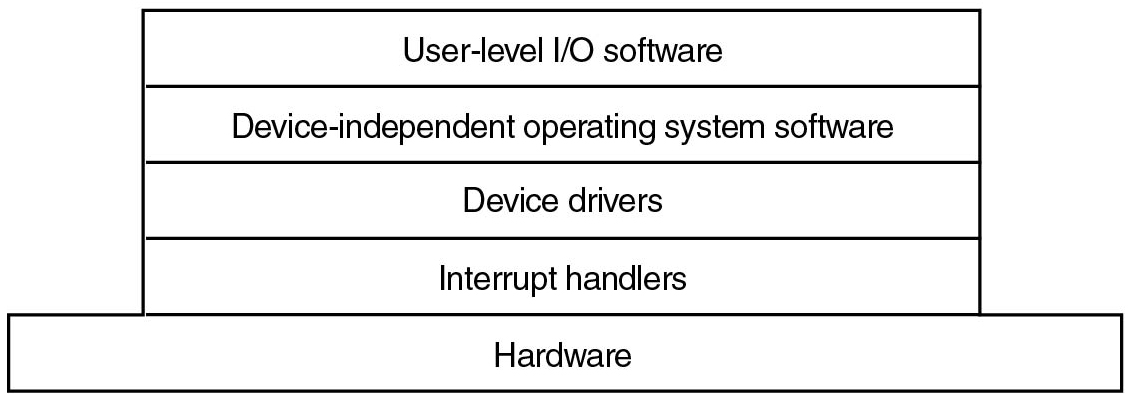 User-level I/O software
Device-independent operating system software
Device drivers
Interrupt handlers
Hardware